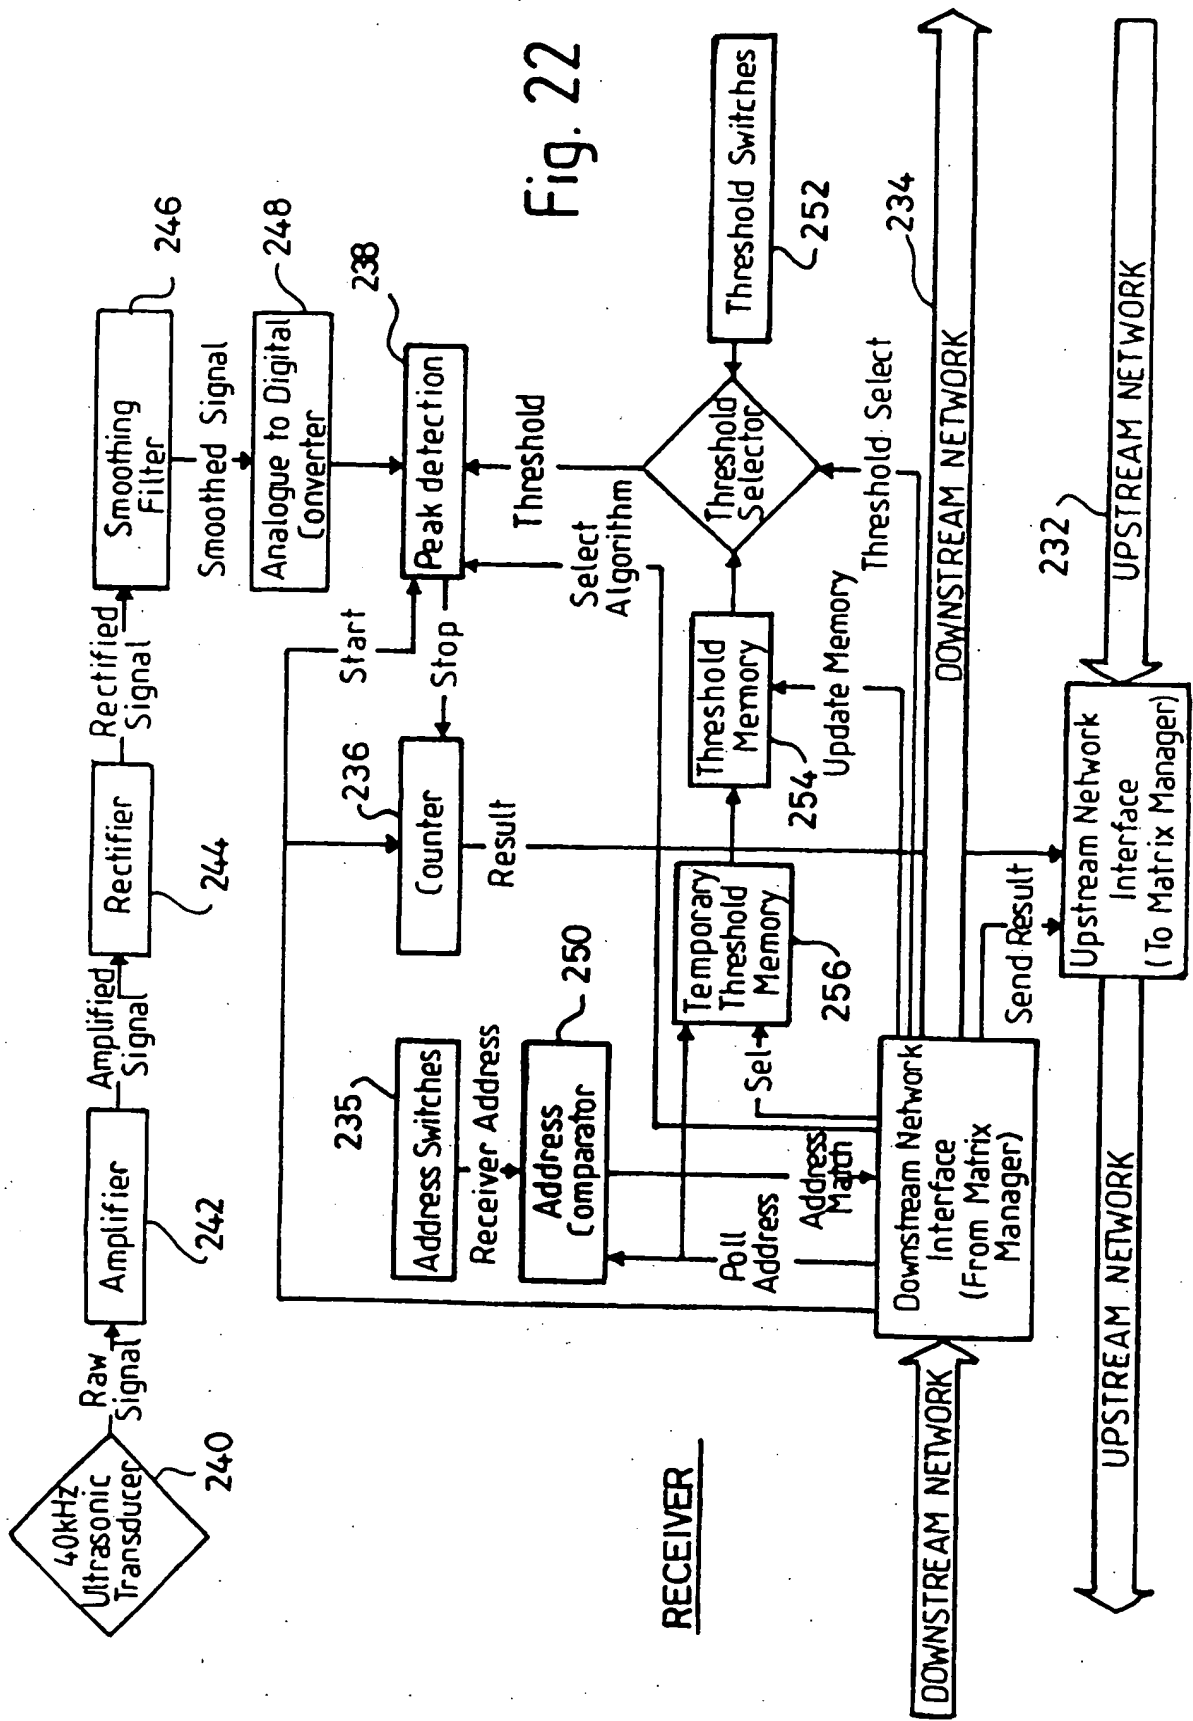 40kHz
Ultrasonic
Transducer
240
Raw
Signal
Amplifier
242
Amplified
Signal
Rectifier
244
Rectified
Signal
Smoothing
Filter
246
Smoothed Signal
Analogue to Digital
Converter
248
Start
Stop
Peak detection
238
Counter
236
Result
Address Switches
235
Receiver Address
Address
Comparator
250
Select
Algorithm
Threshold
Fig. 22
Temporary
Threshold
Memory
256
Sel
Threshold
Memory
254
Update Memory
Threshold
Selector
Threshold Switches
252
Threshold Select
Poll
Address
Address
Match
RECEIVER
DOWNSTREAM NETWORK
Downstream Network
Interface
(From Matrix
Manager)
DOWNSTREAM NETWORK
234
Send Result
Upstream Network
Interface
(To Matrix Manager)
UPSTREAM NETWORK
232
UPSTREAM NETWORK